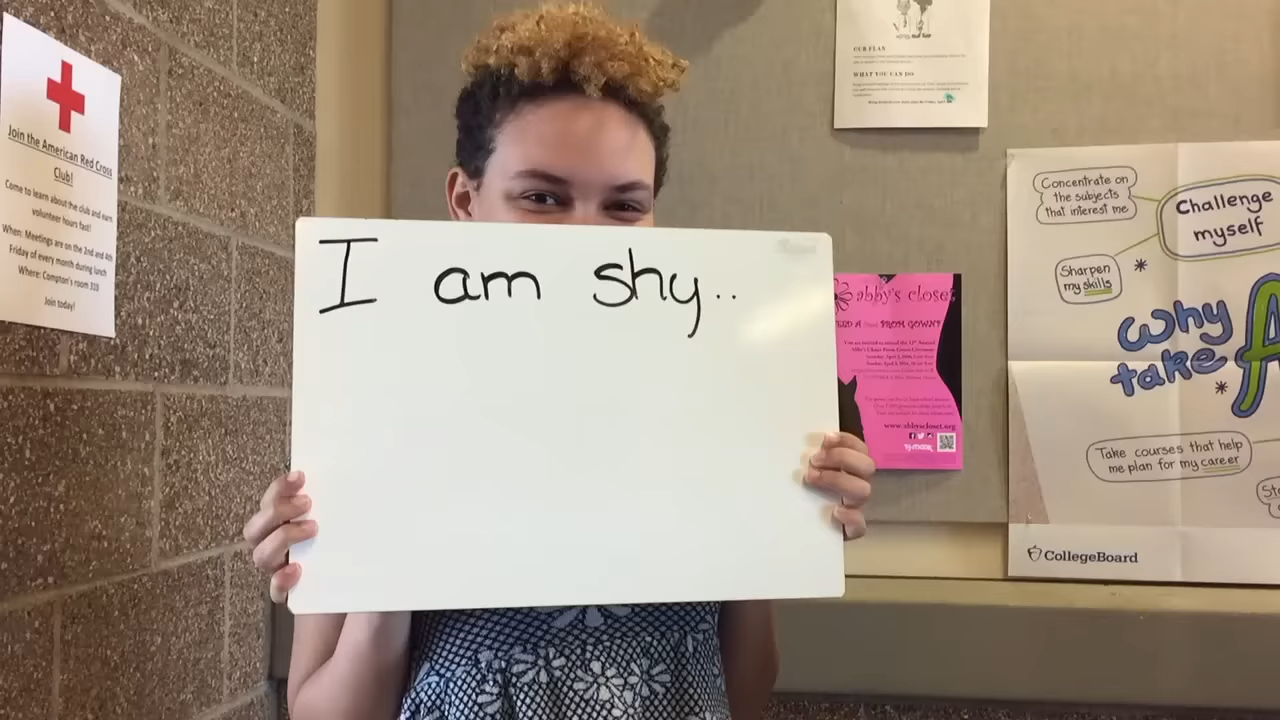 Join the American Red Cross
Club!
Come to learn about the club and earn
volunteer hours fast!
When: Meetings are on the 2nd and 4th
Friday of every month during lunch
Where: Compton's room 310
Join today!
I am shy..
OUR PLAN
WHAT YOU CAN DO
abby's closet
PROM GOWN?
www.abbyscloset.org
Concentrate on
the subjects
that interest me
Challenge
myself
Sharpen
my skills
why
take
Take courses that help
me plan for my career
CollegeBoard